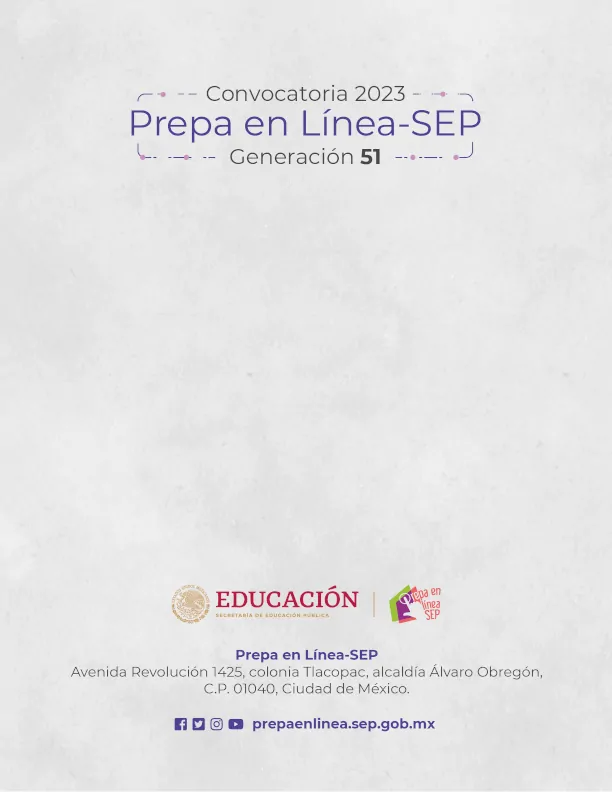 Convocatoria 2023
Prepa en Línea-SEP
Generación 51
EDUCACIÓN
SECRETARÍA DE EDUCACIÓN PÚBLICA
Prepa en
línea
SEP
Prepa en Línea-SEP
Avenida Revolución 1425, colonia Tlacopac, alcaldía Álvaro Obregón,
C.P. 01040, Ciudad de México.
prepaenlinea.sep.gob.mx